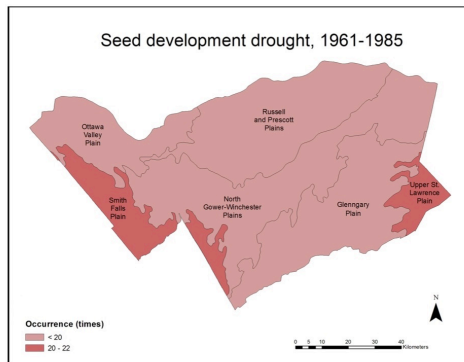 Seed development drought, 1961-1985
Ottawa
Valley
Plain
Russell
and Prescott
Plains
Smith
Falls
Plain
North
Gower-Winchester
Plains
Glenngary
Plain
Upper St
Lawrence
Plain
Occurrence (times)
< 20
20 - 22
N
0 5 10 20 30 40
Kilometers